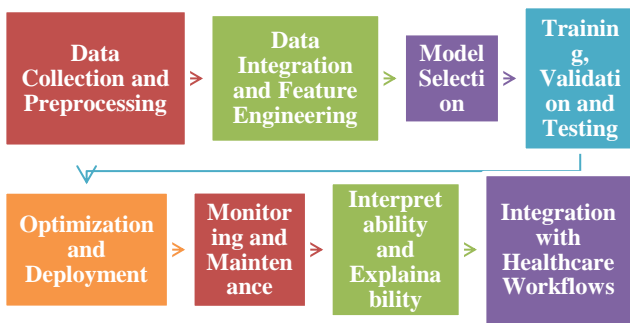 Data
Collection and
Preprocessing
Data
Integration
and Feature
Engineering
Model
Selecti
on
Trainin
g,
Validati
on and
Testing
Optimization
and
Deployment
Monitor
ing and
Mainten
ance
Interpret
ability
and
Explaina
bility
Integration
with
Healthcare
Workflows